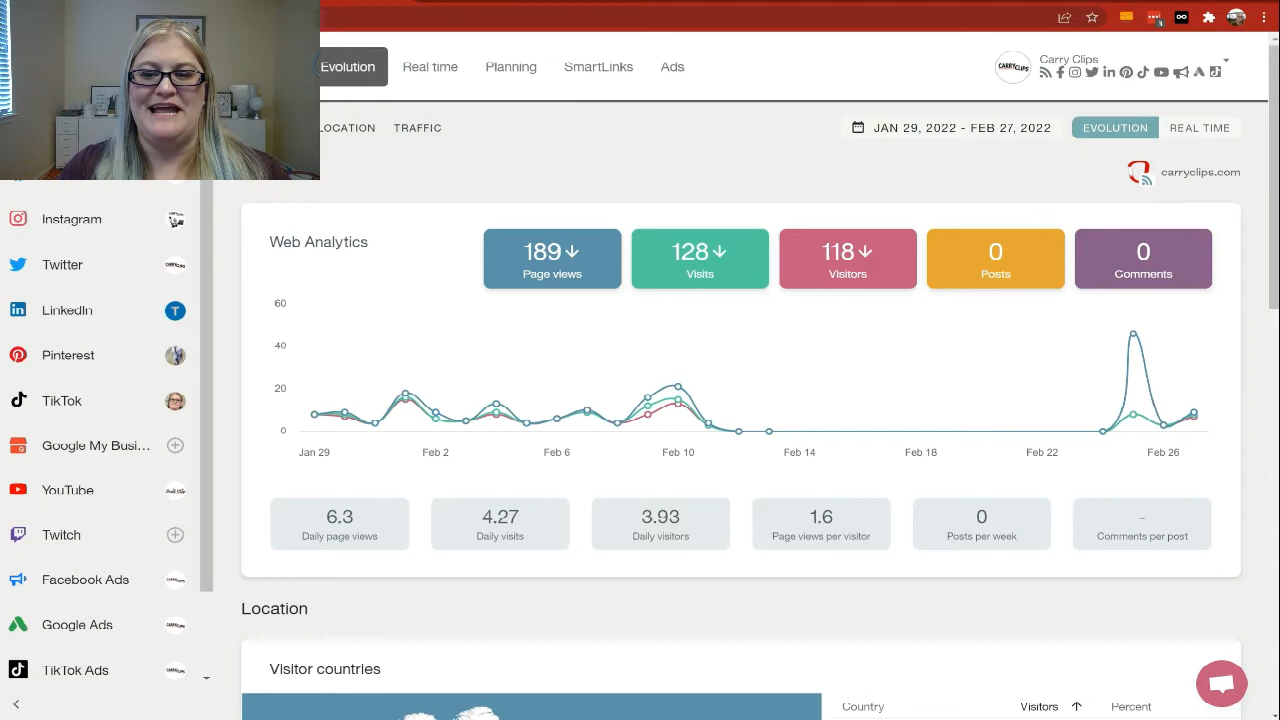 Evolution
Real time
Planning
SmartLinks
Ads
CARRYCLIPS
Carry Clips
LOCATION
TRAFFIC
JAN 29, 2022 - FEB 27, 2022
EVOLUTION
REAL TIME
carryclips.com
Instagram
Twitter
LinkedIn
T
Pinterest
TikTok
Google My Busi...
YouTube
Twitch
Facebook Ads
Google Ads
TikTok Ads
Web Analytics
189
Page views
128
Visits
118
Visitors
0
Posts
0
Comments
60
40
20
0
Jan 29
Feb 2
Feb 6
Feb 10
Feb 14
Feb 18
Feb 22
Feb 26
6.3
Daily page views
4.27
Daily visits
3.93
Daily visitors
1.6
Page views per visitor
0
Posts per week
–
Comments per post
Location
Visitor countries
Country
Visitors
Percent